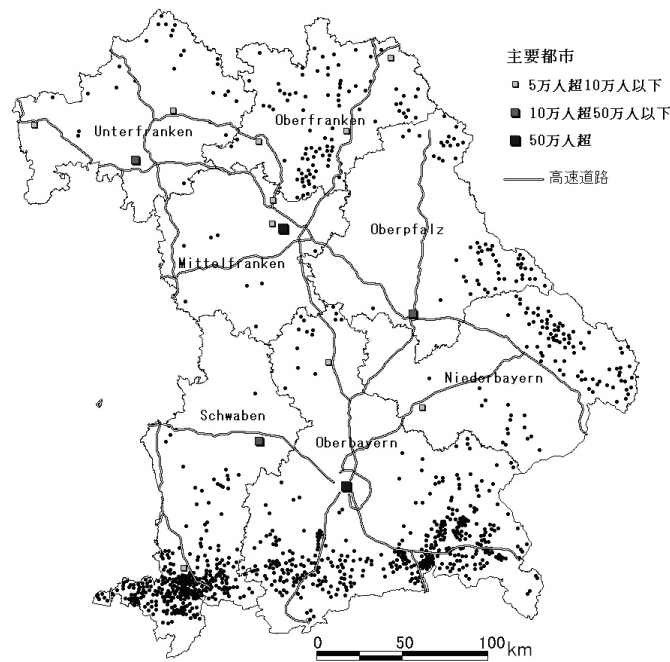 主要都市
5万人超10万人以下
10万人超50万人以下
50万人超
高速道路
Oberfranken
Unterfranken
Oberpfalz
Mittelfranken
Niederbayern
Schwaben
Oberbayern
0 50 100 km